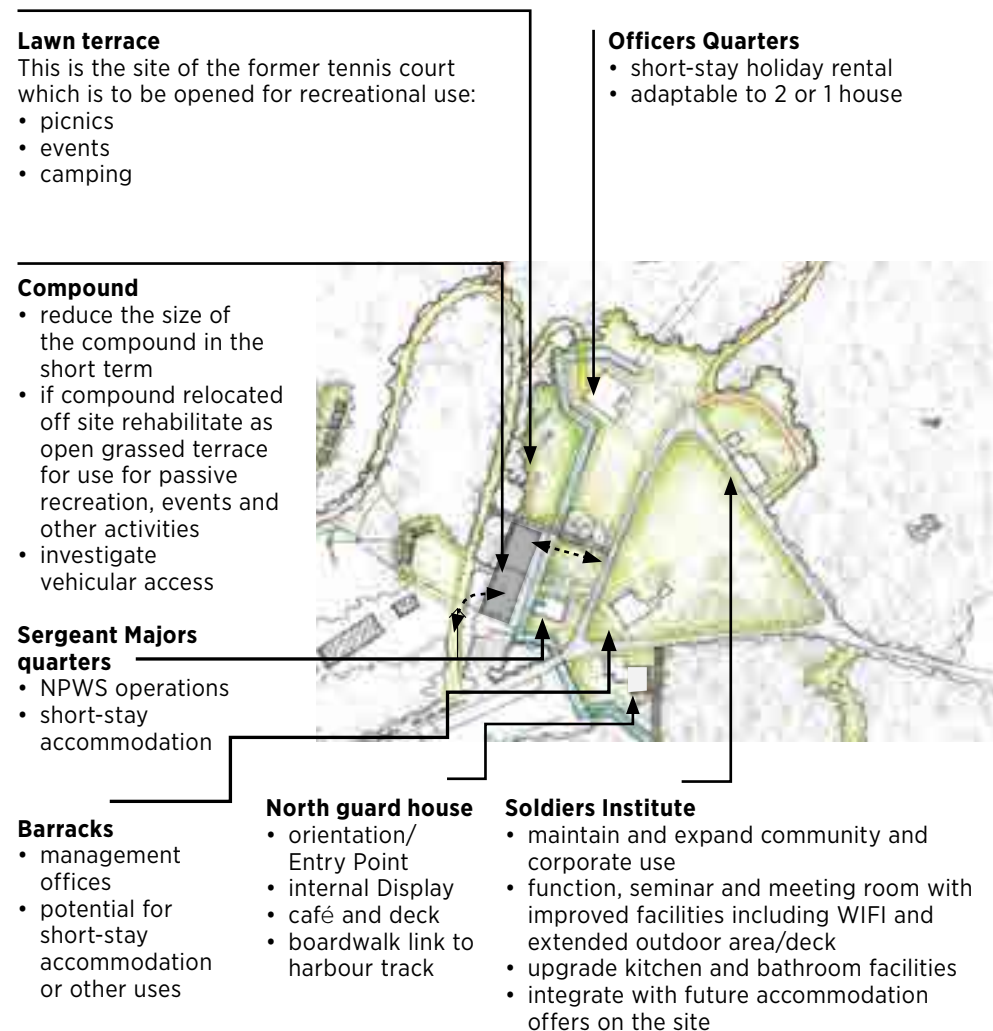 Lawn terrace
This is the site of the former tennis court
which is to be opened for recreational use:
• picnics
• events
• camping
Officers Quarters
• short-stay holiday rental
• adaptable to 2 or 1 house
Compound
• reduce the size of
the compound in the
short term
• if compound relocated
off site rehabilitate as
open grassed terrace
for use for passive
recreation, events and
other activities
• investigate
vehicular access
Sergeant Majors
quarters
• NPWS operations
• short-stay
accommodation
Barracks
• management
offices
• potential for
short-stay
accommodation
or other uses
North guard house
• orientation/
Entry Point
• internal Display
• café and deck
• boardwalk link to
harbour track
Soldiers Institute
• maintain and expand community and
corporate use
• function, seminar and meeting room with
improved facilities including WIFI and
extended outdoor area/deck
• upgrade kitchen and bathroom facilities
• integrate with future accommodation
offers on the site